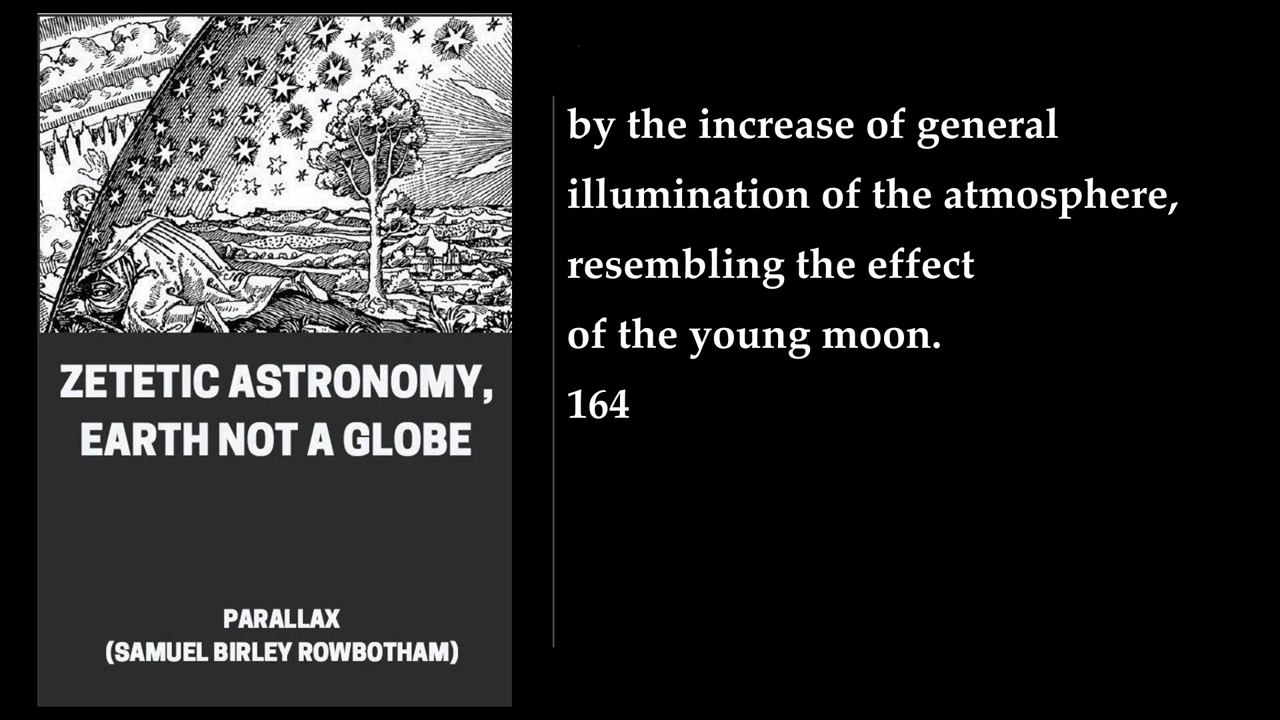 ZETETIC ASTRONOMY,
EARTH NOT A GLOBE
PARALLAX
(SAMUEL BIRLEY ROWBOTHAM)
by the increase of general
illumination of the atmosphere,
resembling the effect
of the young moon.
164